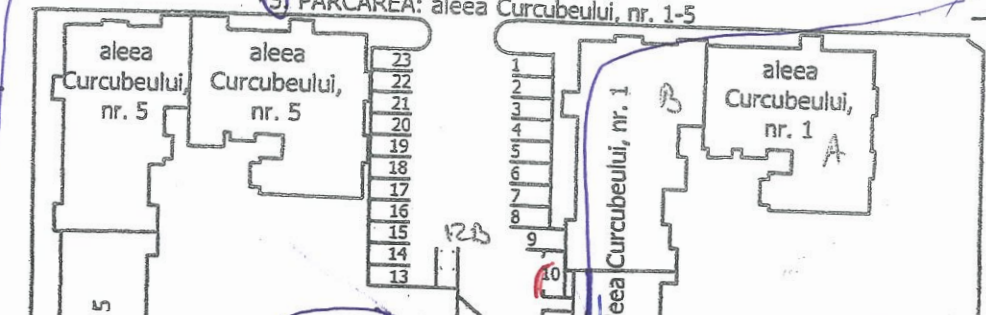 5) PARCAREA: aleea Curcubeului, nr. 1-5
aleea
Curcubeului,
nr. 5
aleea
Curcubeului,
nr. 5
23
22
21
20
19
18
17
16
15
14
13
12B
1
2
3
4
5
6
7
8
9
10
aleea Curcubeului, nr. 1
B
aleea
Curcubeului,
nr. 1
A
5